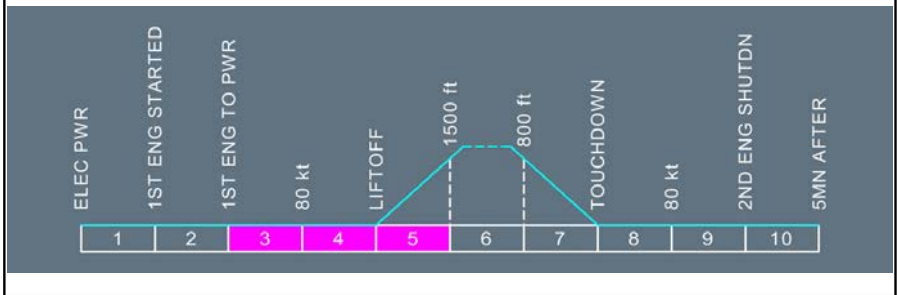 ELEC PWR
1ST ENG STARTED
1ST ENG TO PWR
80 kt
LIFTOFF
1500 ft
800 ft
TOUCHDOWN
80 kt
2ND ENG SHUTDN
5MN AFTER
1 2 3 4 5 6 7 8 9 10